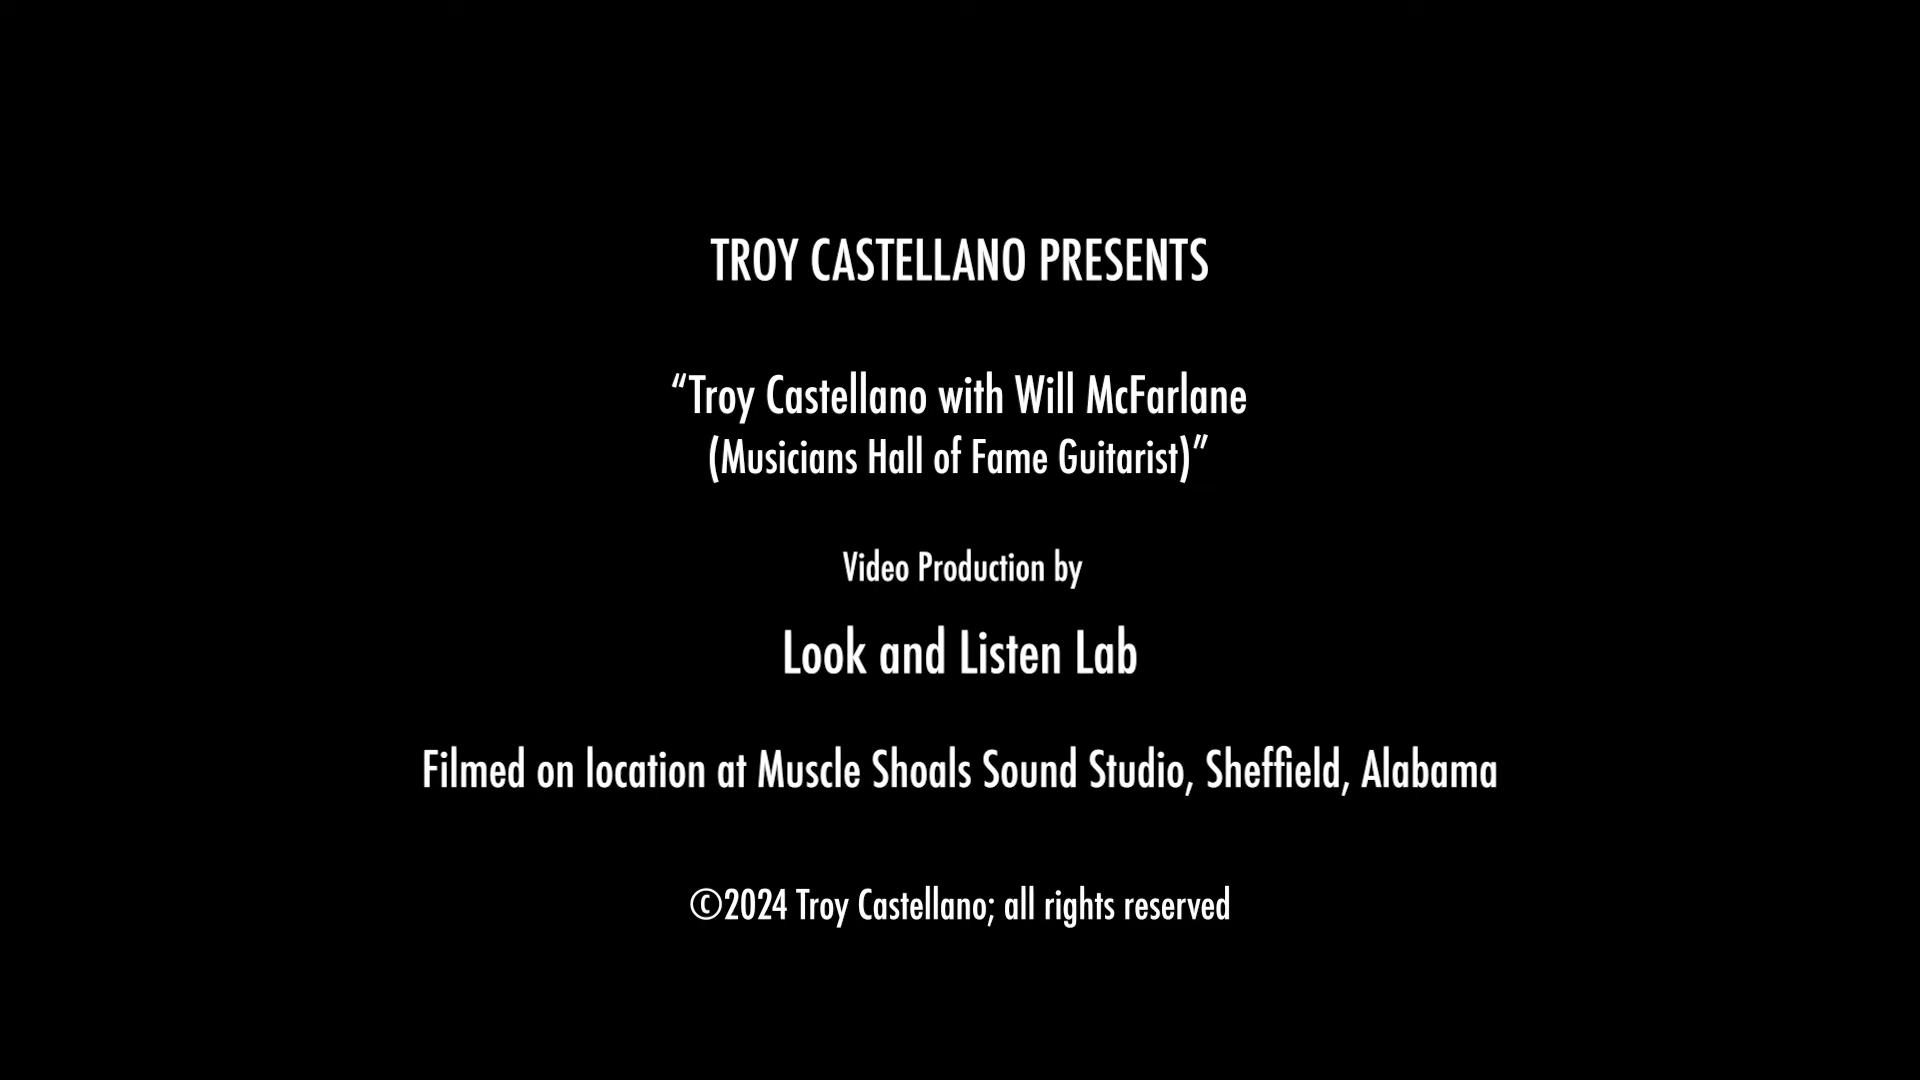 TROY CASTELLANO PRESENTS
“Troy Castellano with Will McFarlane
(Musicians Hall of Fame Guitarist)”
Video Production by
Look and Listen Lab
Filmed on location at Muscle Shoals Sound Studio, Sheffield, Alabama
©2024 Troy Castellano; all rights reserved